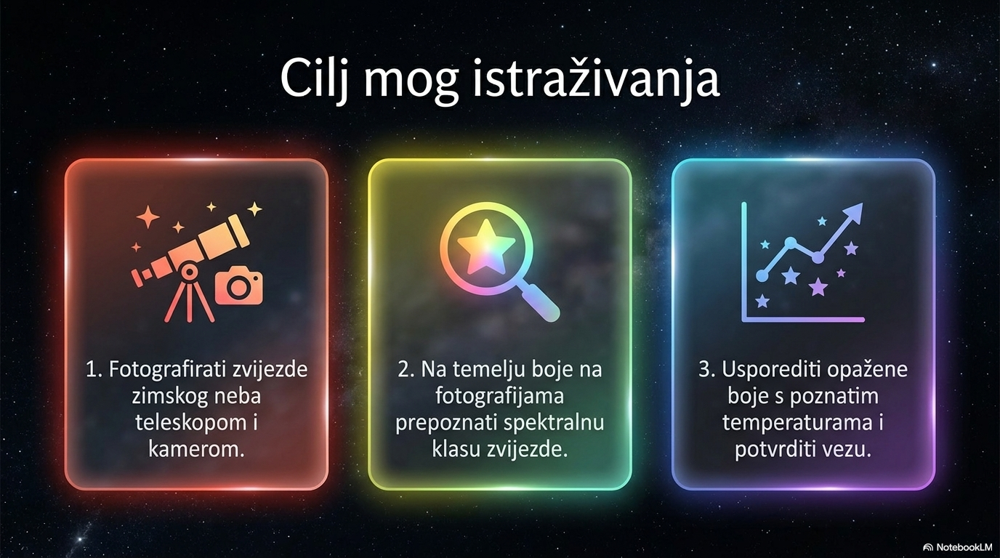 Cilj mog istraživanja
1. Fotografirati zvijezde
zimskog neba
teleskopom i
kamerom.
2. Na temelju boje na
fotografijama
prepoznati spektralnu
klasu zvijezde.
3. Usporediti opažene
boje s poznatim
temperaturama i
potvrditi vezu.
NotebookLM